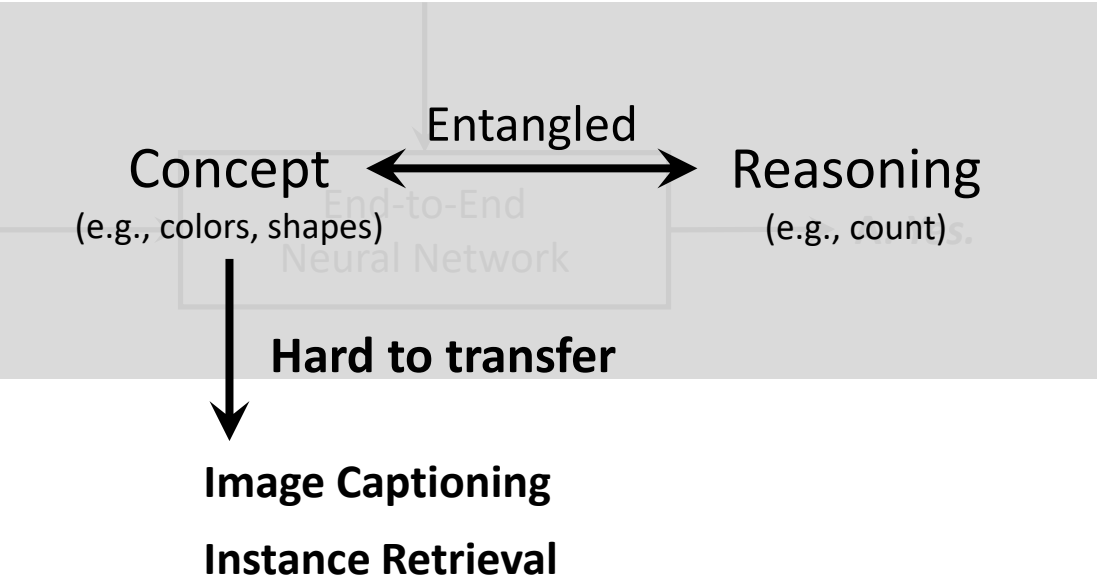 Entangled
Concept
Reasoning
End-to-End
(e.g., colors, shapes)
(e.g., count)
Neural Network
Hard to transfer
Image Captioning
Instance Retrieval